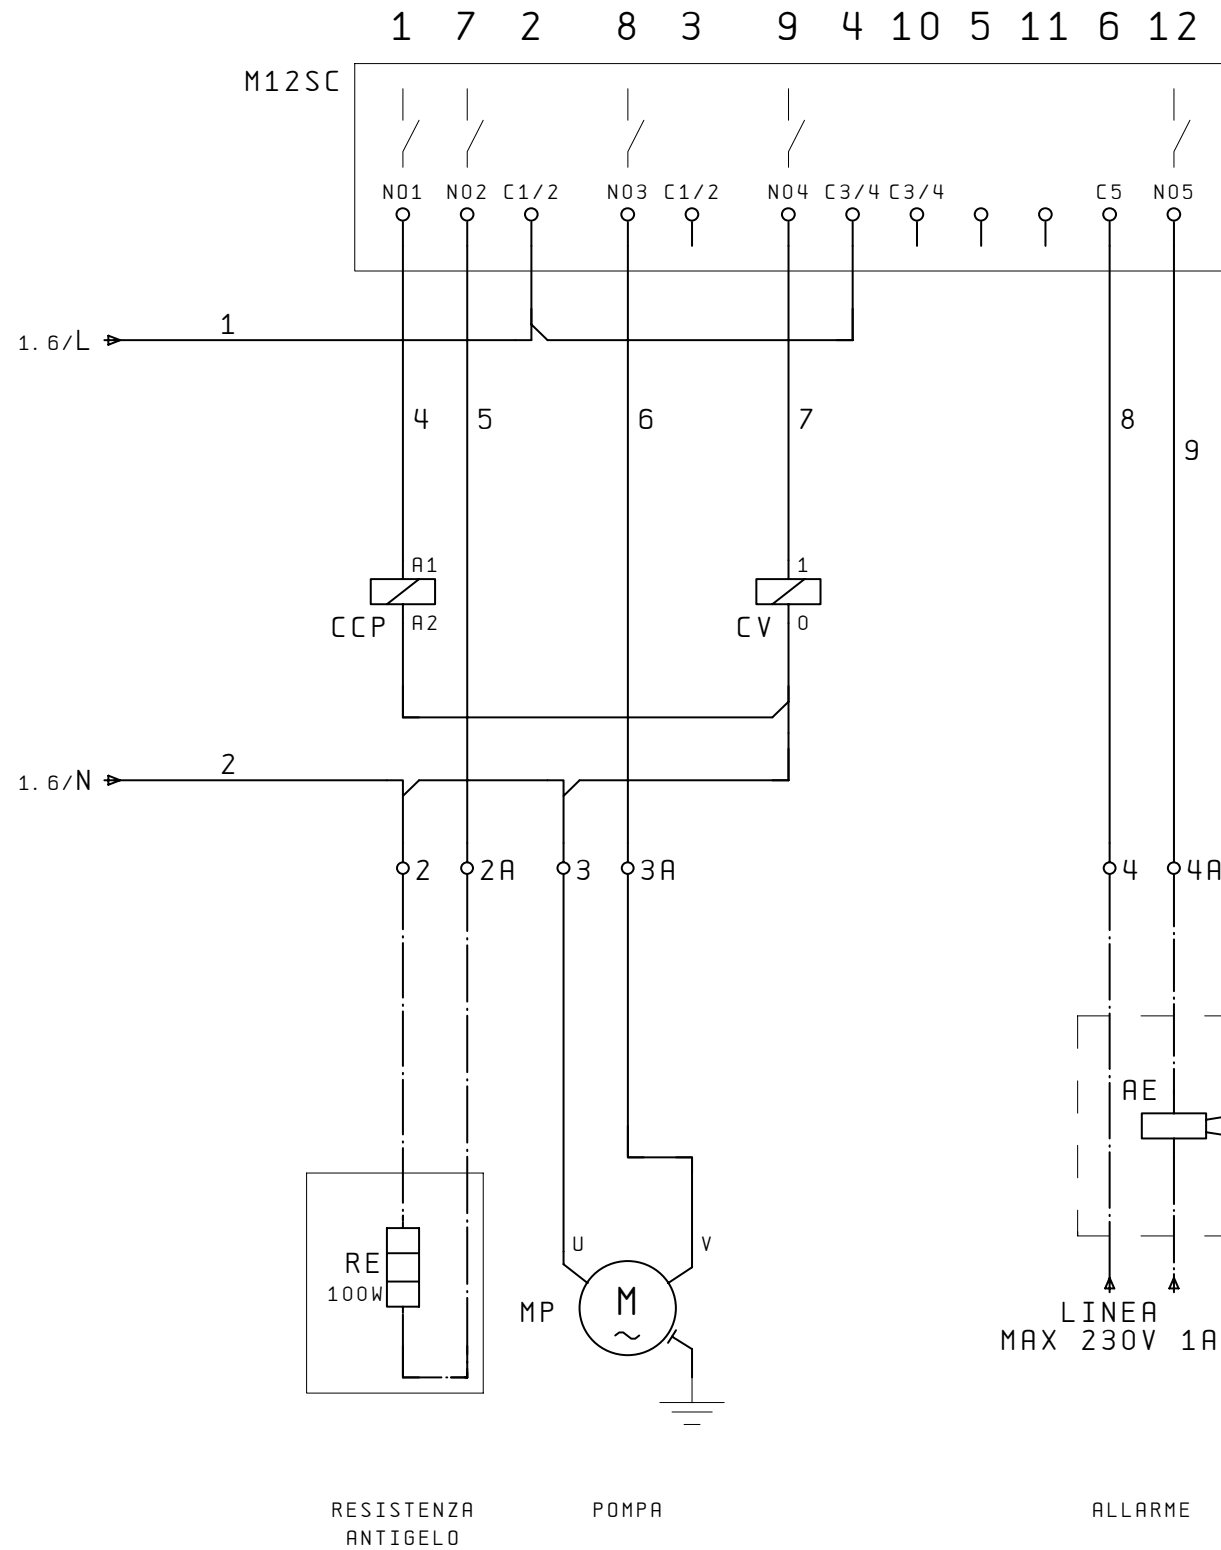 1 7 2 8 3 9 4 10 5 11 6 12
M12SC
NO1 NO2 C1/2 NO3 C1/2 NO4 C3/4 C3/4 C5 NO5
1.6/L 1
4 5 6 7 8
9
A1 1
CCP A2 CV 0
1.6/N 2
2 2A 3 3A 4 4A
AE
U V
RE
100W
MP M
LINEA
MAX 230V 1A
RESISTENZA POMPA ALLARME
ANTIGELO